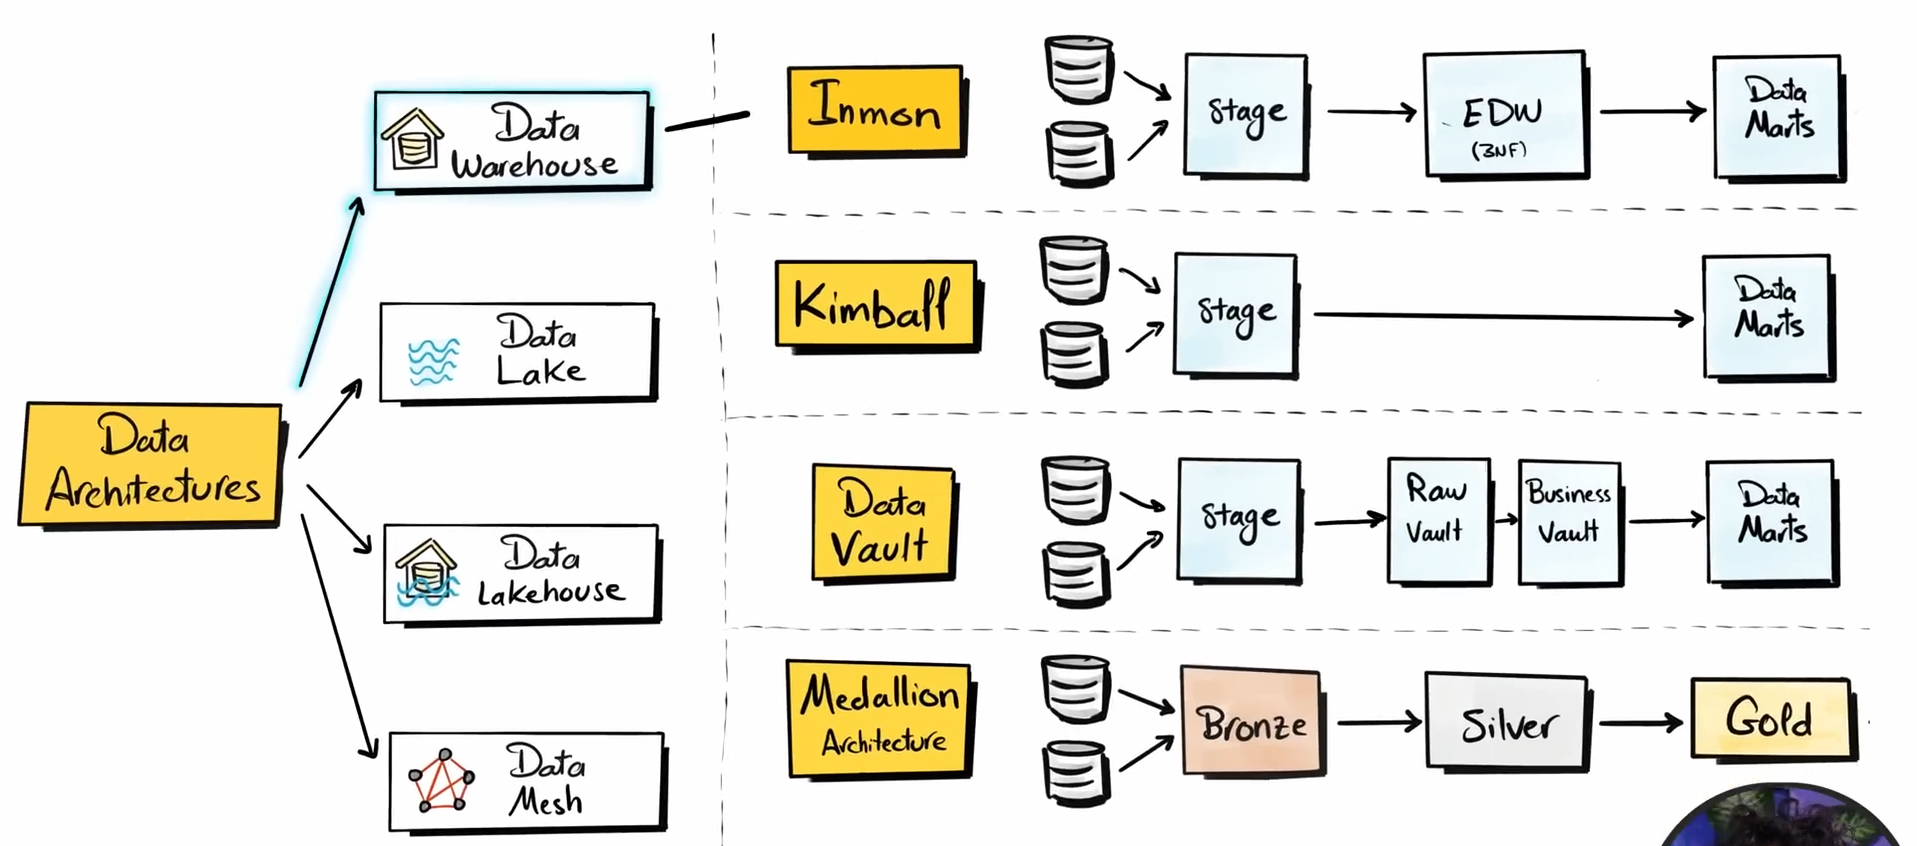 Data
Architectures
Data
Warehouse
Data
Lake
Data
Lakehouse
Data
Mesh
Inmon
Stage
EDW
(3NF)
Data
Marts
Kimball
Stage
Data
Marts
Data
Vault
Stage
Raw
Vault
Business
Vault
Data
Marts
Medallion
Architecture
Bronze
Silver
Gold